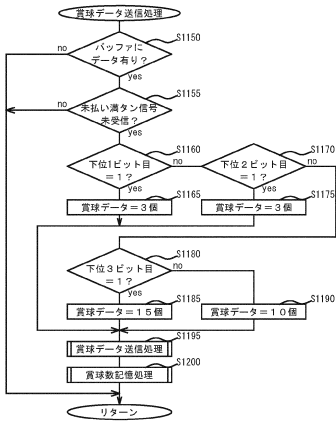 賞球データ送信処理
S1150
バッファに
データ有り？
no
yes
S1155
未払い満タン信号
未受信？
no
yes
S1160
下位1ビット目
＝1？
no
yes
S1170
下位２ビット目
＝1？
no
yes
S1165
賞球データ＝３個
S1175
賞球データ＝３個
S1180
下位３ビット目
＝1？
no
yes
S1185
賞球データ＝１５個
S1190
賞球データ＝１０個
S1195
賞球データ送信処理
S1200
賞球数記憶処理
リターン